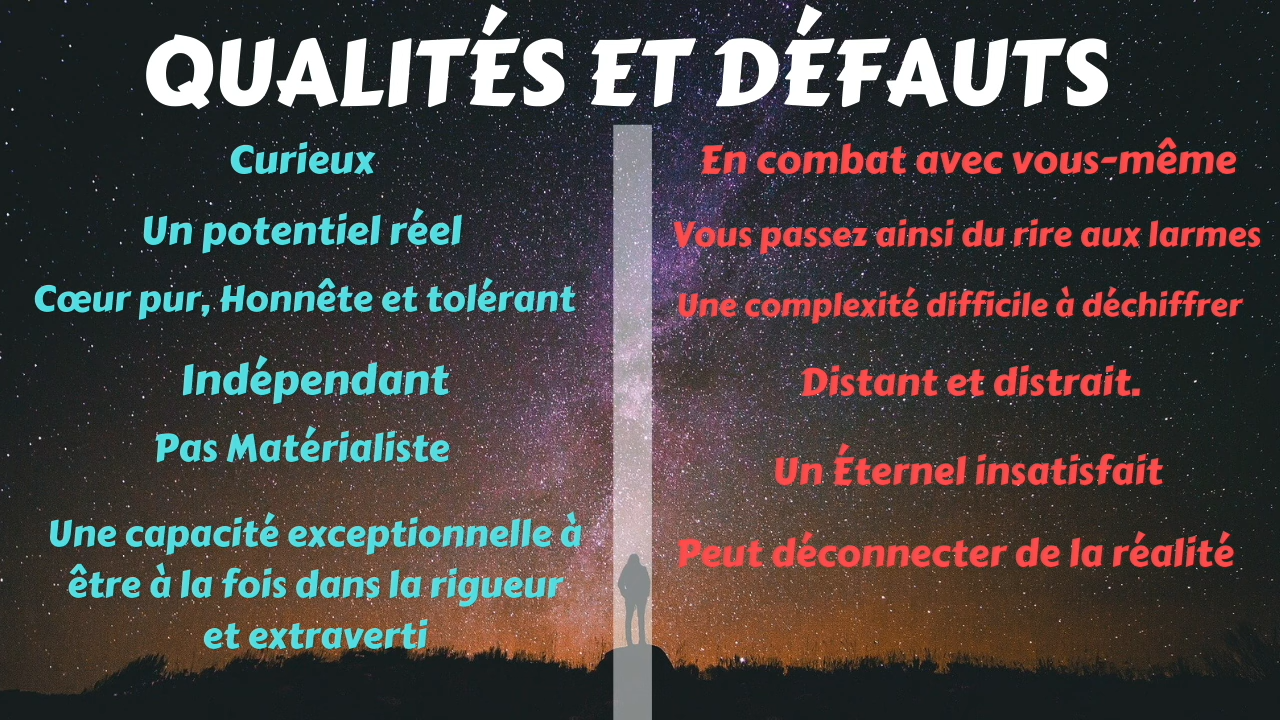 QUALITÉS ET DÉFAUTS
Curieux
Un potentiel réel
Cœur pur, Honnête et tolérant
Indépendant
Pas Matérialiste
Une capacité exceptionnelle à
être à la fois dans la rigueur
et extraverti
En combat avec vous-même
Vous passez ainsi du rire aux larmes
Une complexité difficile à déchiffrer
Distant et distrait.
Un Éternel insatisfait
Peut déconnecter de la réalité